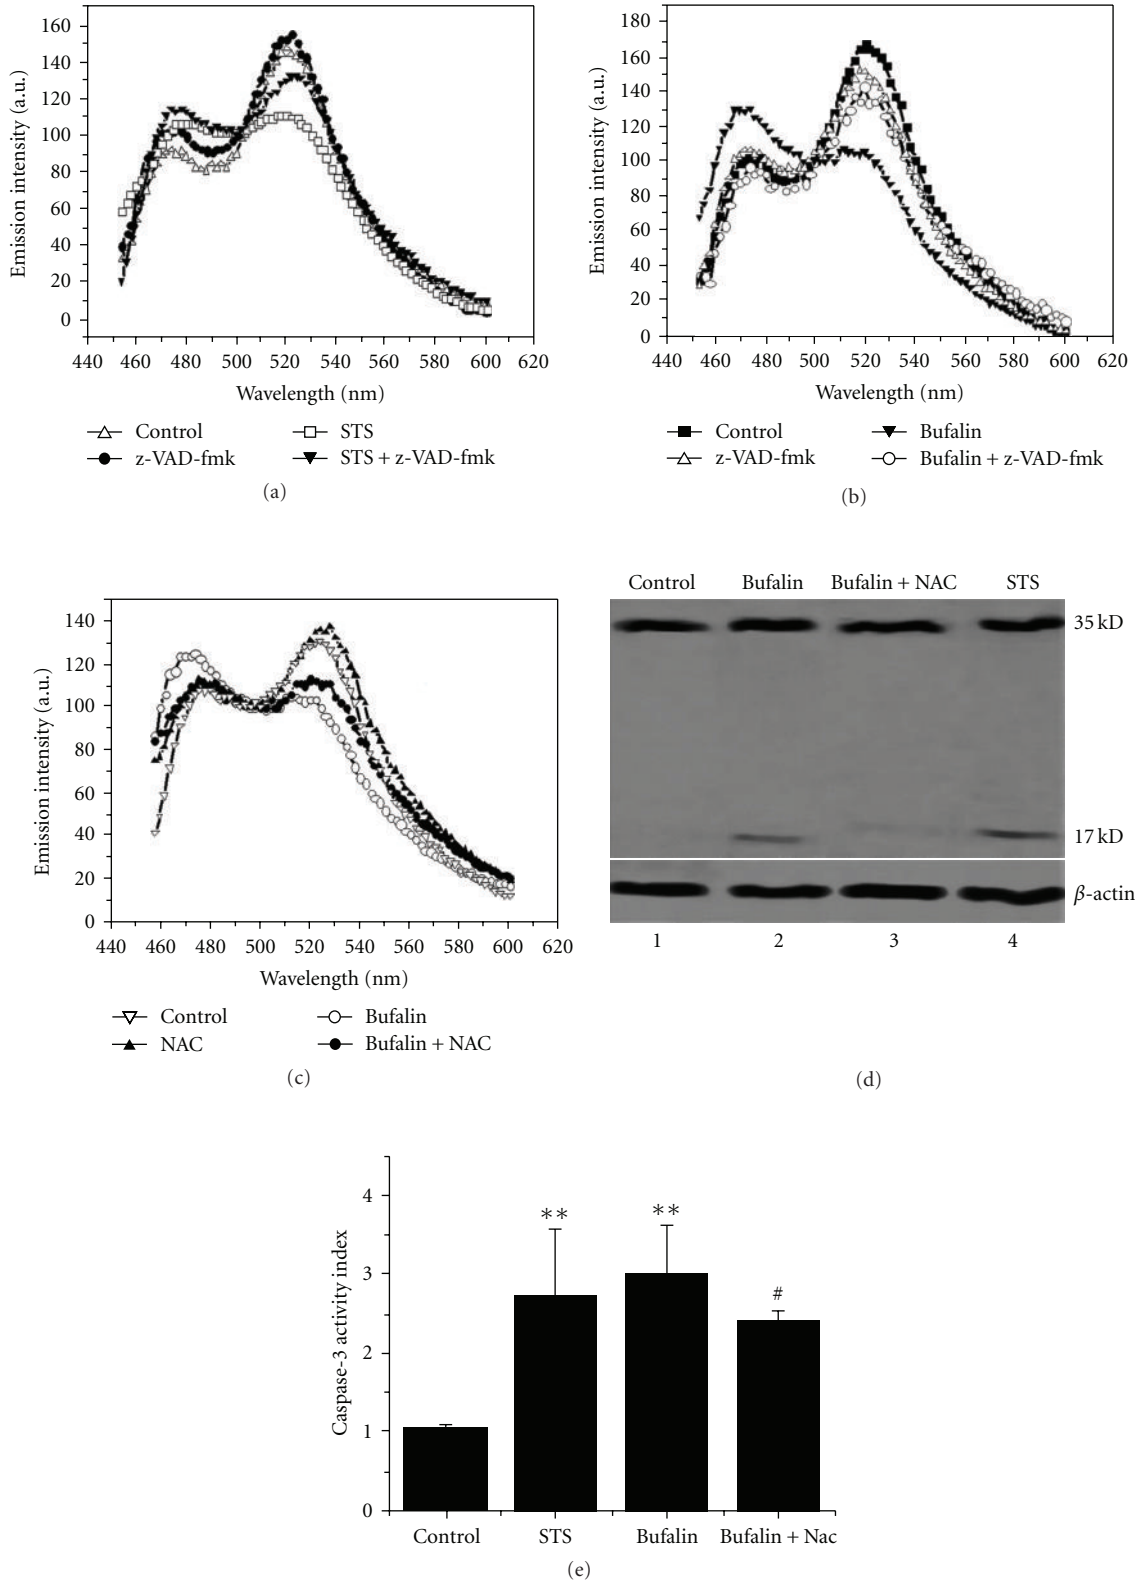 160
140
120
100
80
60
40
20
0
Emission intensity (a.u.)
440 460 480 500 520 540 560 580 600 620
Wavelength (nm)
Control
STS
z-VAD-fmk
STS + z-VAD-fmk
(a)
180
160
140
120
100
80
60
40
20
0
Emission intensity (a.u.)
440 460 480 500 520 540 560 580 600 620
Wavelength (nm)
Control
Bufalin
z-VAD-fmk
Bufalin + z-VAD-fmk
(b)
140
120
100
80
60
40
20
0
Emission intensity (a.u.)
440 460 480 500 520 540 560 580 600 620
Wavelength (nm)
Control
Bufalin
NAC
Bufalin + NAC
(c)
Control Bufalin Bufalin + NAC STS
35 kD
17 kD
β-actin
1 2 3 4
(d)
4
3
2
1
0
Caspase-3 activity index
**
**
#
Control STS Bufalin Bufalin + Nac
(e)